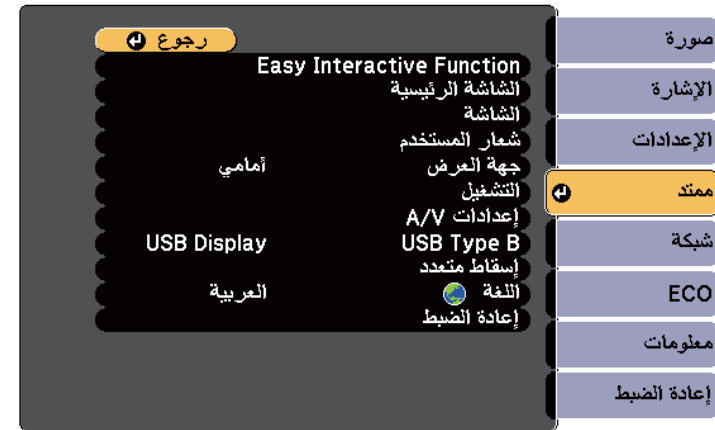 صورة
الإشارة
الإعدادات
ممتد
شبكة
ECO
معلومات
إعادة الضبط
رجوع
Easy Interactive Function
الشاشة الرئيسية
الشاشة
شعار المستخدم
جهة العرض أمامي
التشغيل
إعدادات A/V
USB Type B USB Display
إسقاط متعدد
اللغة العربية
إعادة الضبط